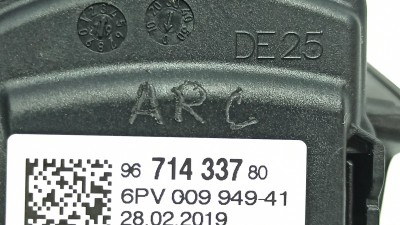 DE25
ARC
96 714 337 80
6PV 009 949-41
28.02.2019